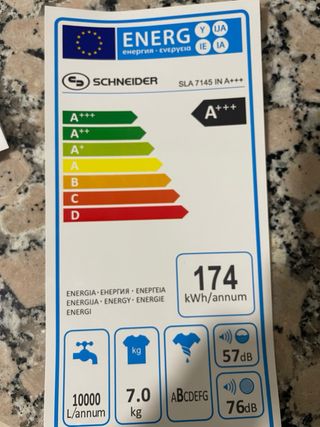 ENERG Y UA
енергия · ενεργεια IE IA
SCHNEIDER
SLA 7145 IN A+++
A+++
A+++
A++
A+
A
B
C
D
ENERGIA · ЕНЕРГИЯ · ΕΝΕΡΓΕΙΑ
ENERGIJA · ENERGY · ENERGIE
ENERGI
174
kWh/annum
10000
L/annum
kg
7.0
kg
ABCDEFG
57dB
76dB